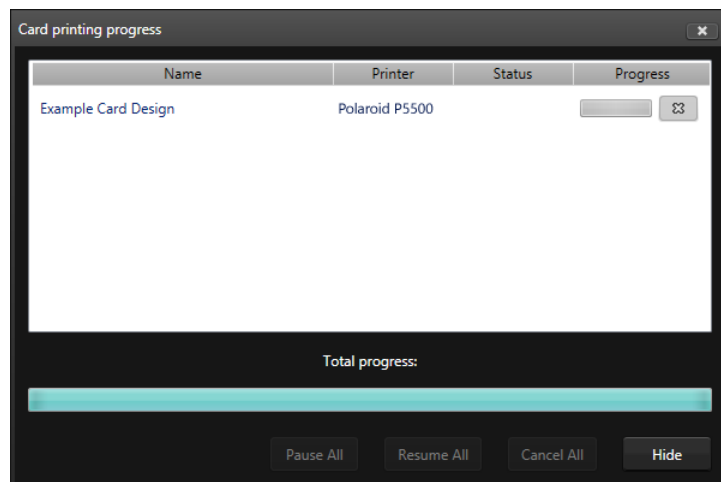 Card printing progress
Name Printer Status Progress
Example Card Design Polaroid P5500
Total progress:
Pause All Resume All Cancel All Hide